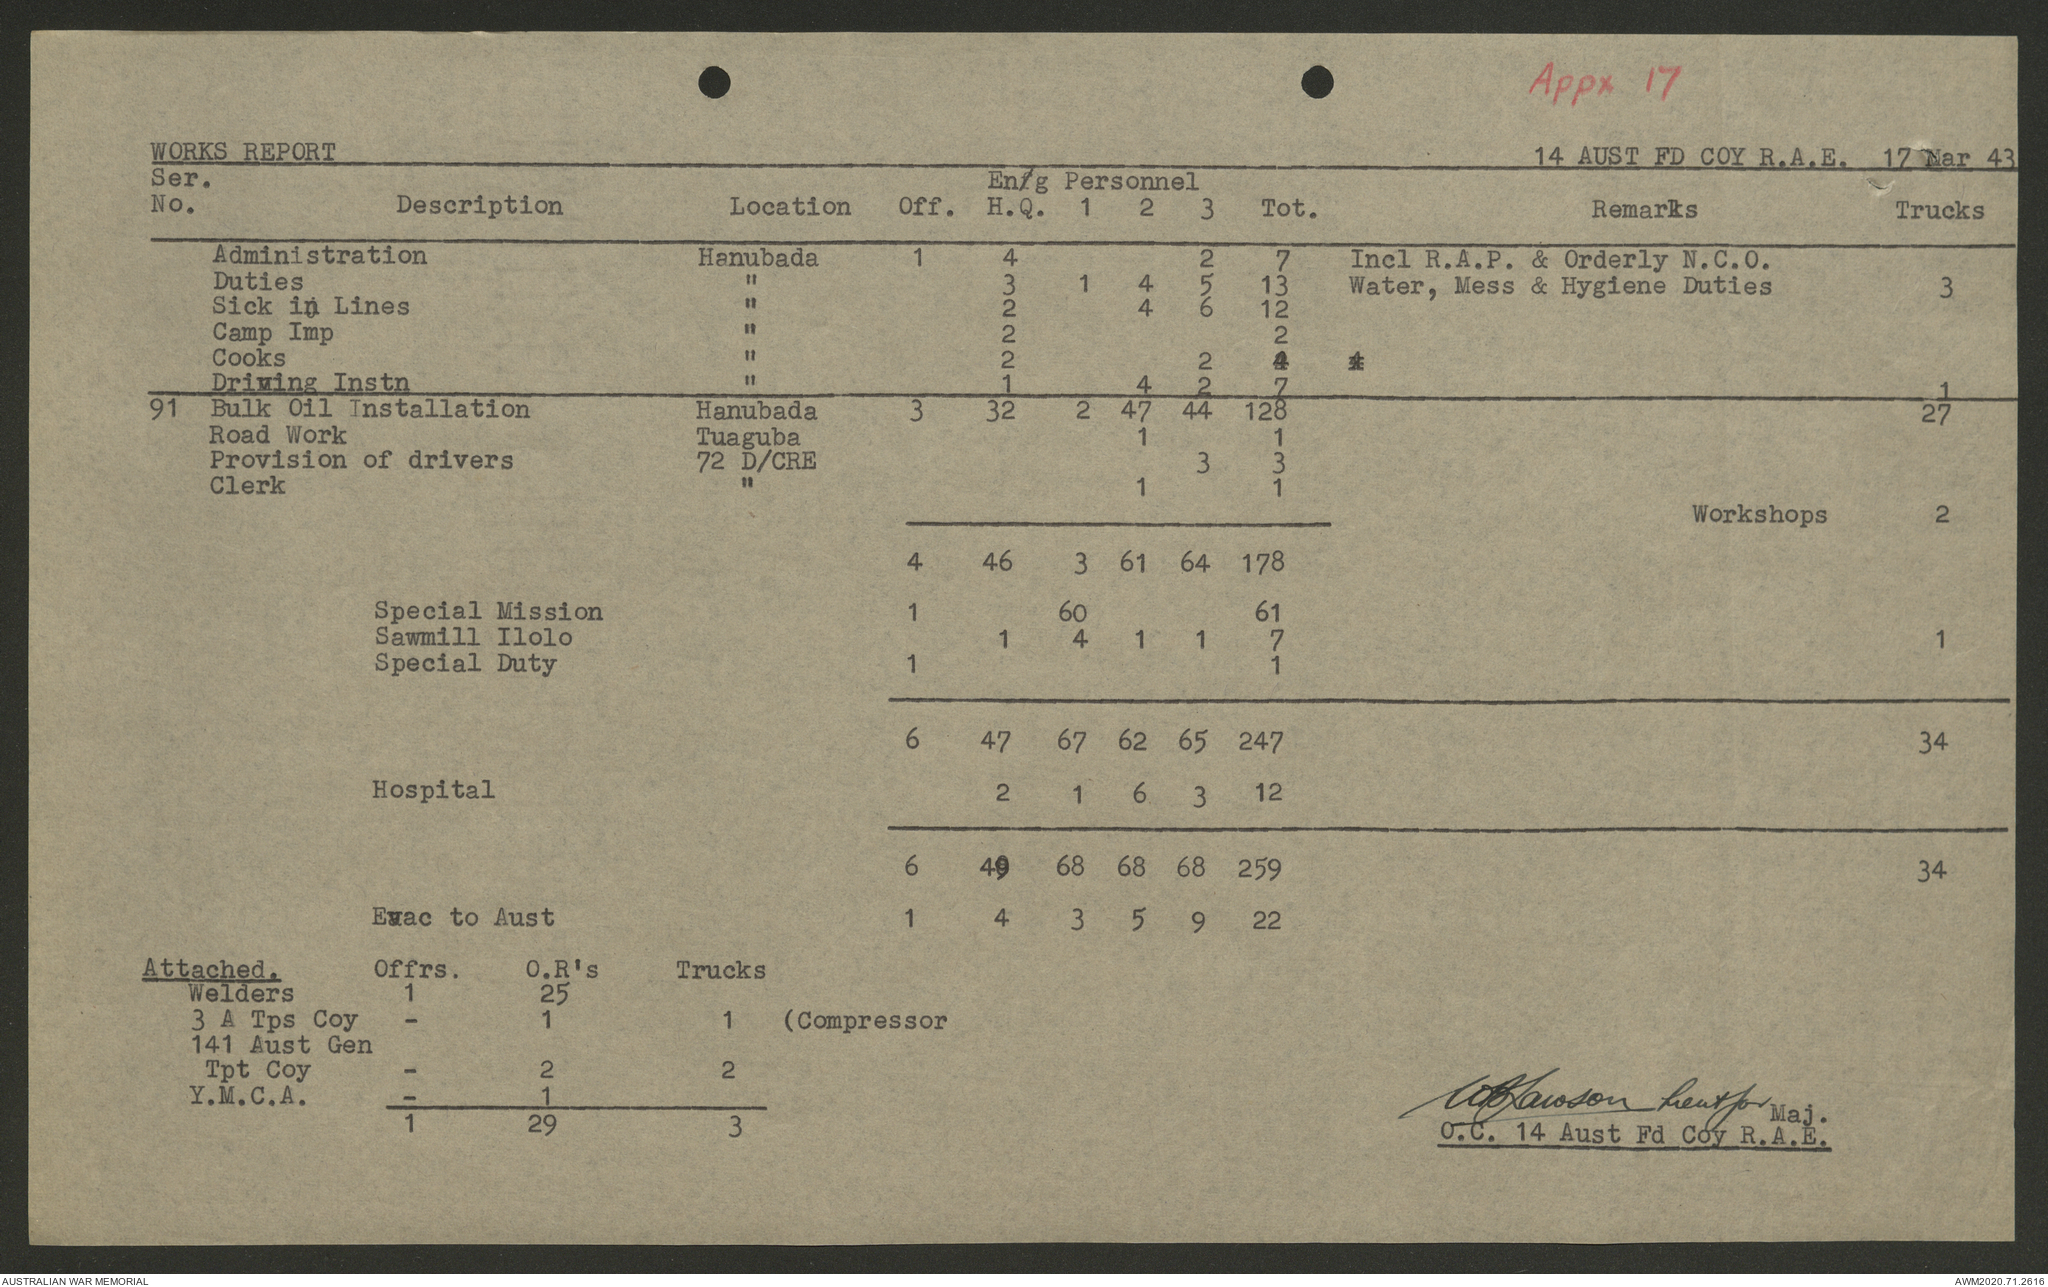 Appx 17
WORKS REPORT 14 AUST FD COY R.A.E. 17 Mar 43
Ser. En/g Personnel
No. Description Location Off. H.Q. 1 2 3 Tot. Remarks Trucks
Administration Hanubada 1 4 2 7 Incl R.A.P. & Orderly N.C.O.
Duties " 3 1 4 5 13 Water, Mess & Hygiene Duties 3
Sick in Lines " 2 4 6 12
Camp Imp " 2 2
Cooks " 2 2 4
Driving Instn " 1 4 2 7 1
91 Bulk Oil Installation Hanubada 3 32 2 47 44 128 27
Road Work Tuaguba 1 1
Provision of drivers 72 D/CRE 3 3
Clerk " 1 1
Workshops 2
4 46 3 61 64 178
Special Mission 1 60 61
Sawmill Ilolo 1 4 1 1 7 1
Special Duty 1 1
6 47 67 62 65 247 34
Hospital 2 1 6 3 12
6 49 68 68 68 259 34
Evac to Aust 1 4 3 5 9 22
Attached. Offrs. O.R's Trucks
Welders 1 25
3 A Tps Coy - 1 1 (Compressor
141 Aust Gen
Tpt Coy - 2 2
Y.M.C.A. - 1
1 29 3
Lawson Lieut for Maj.
O.C. 14 Aust Fd Coy R.A.E.
AUSTRALIAN WAR MEMORIAL AWM2020.71.2616